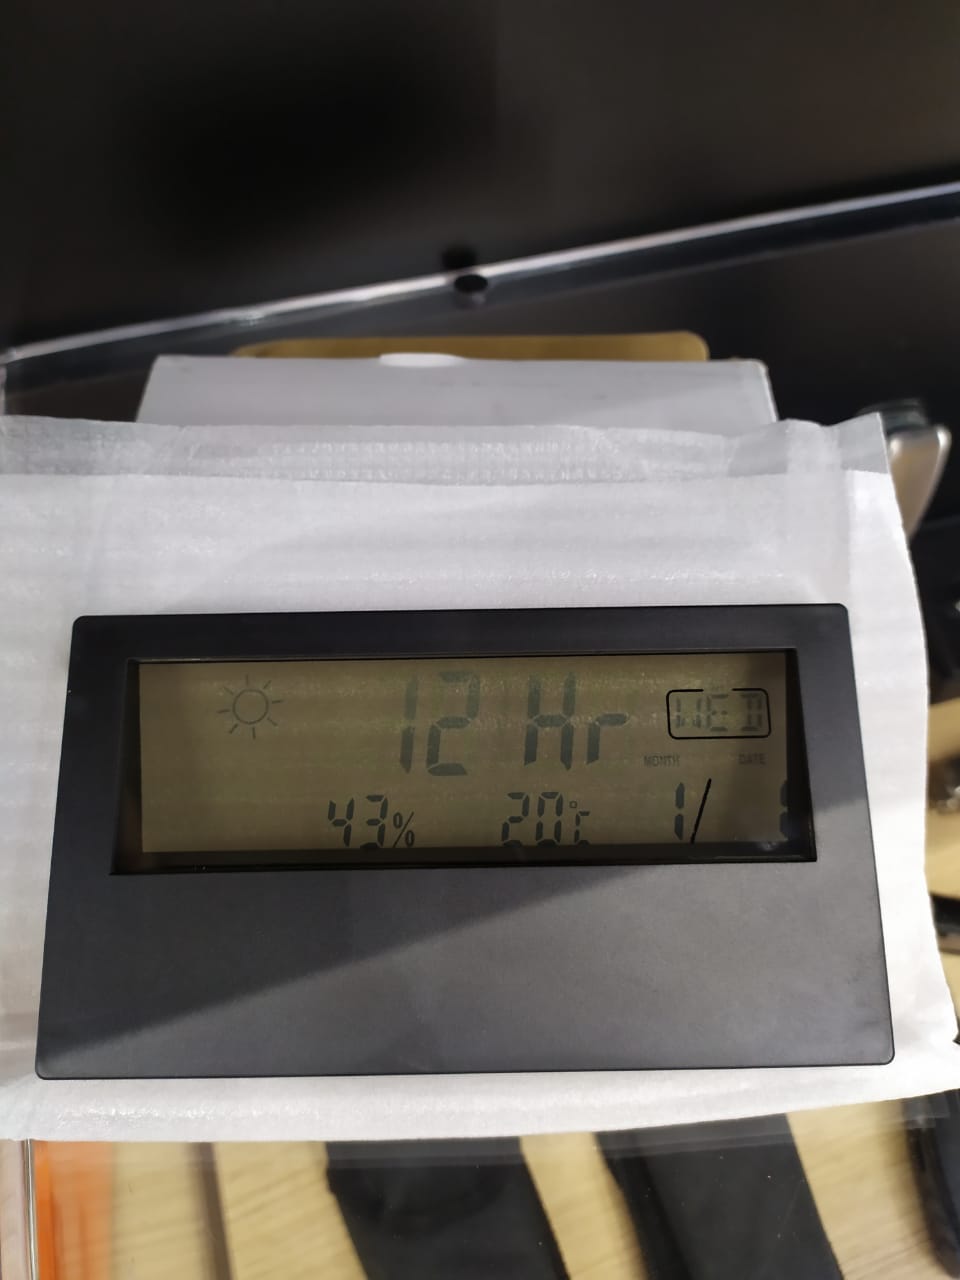 12 Hr WED
MONTH DATE
43% 20°C 1/